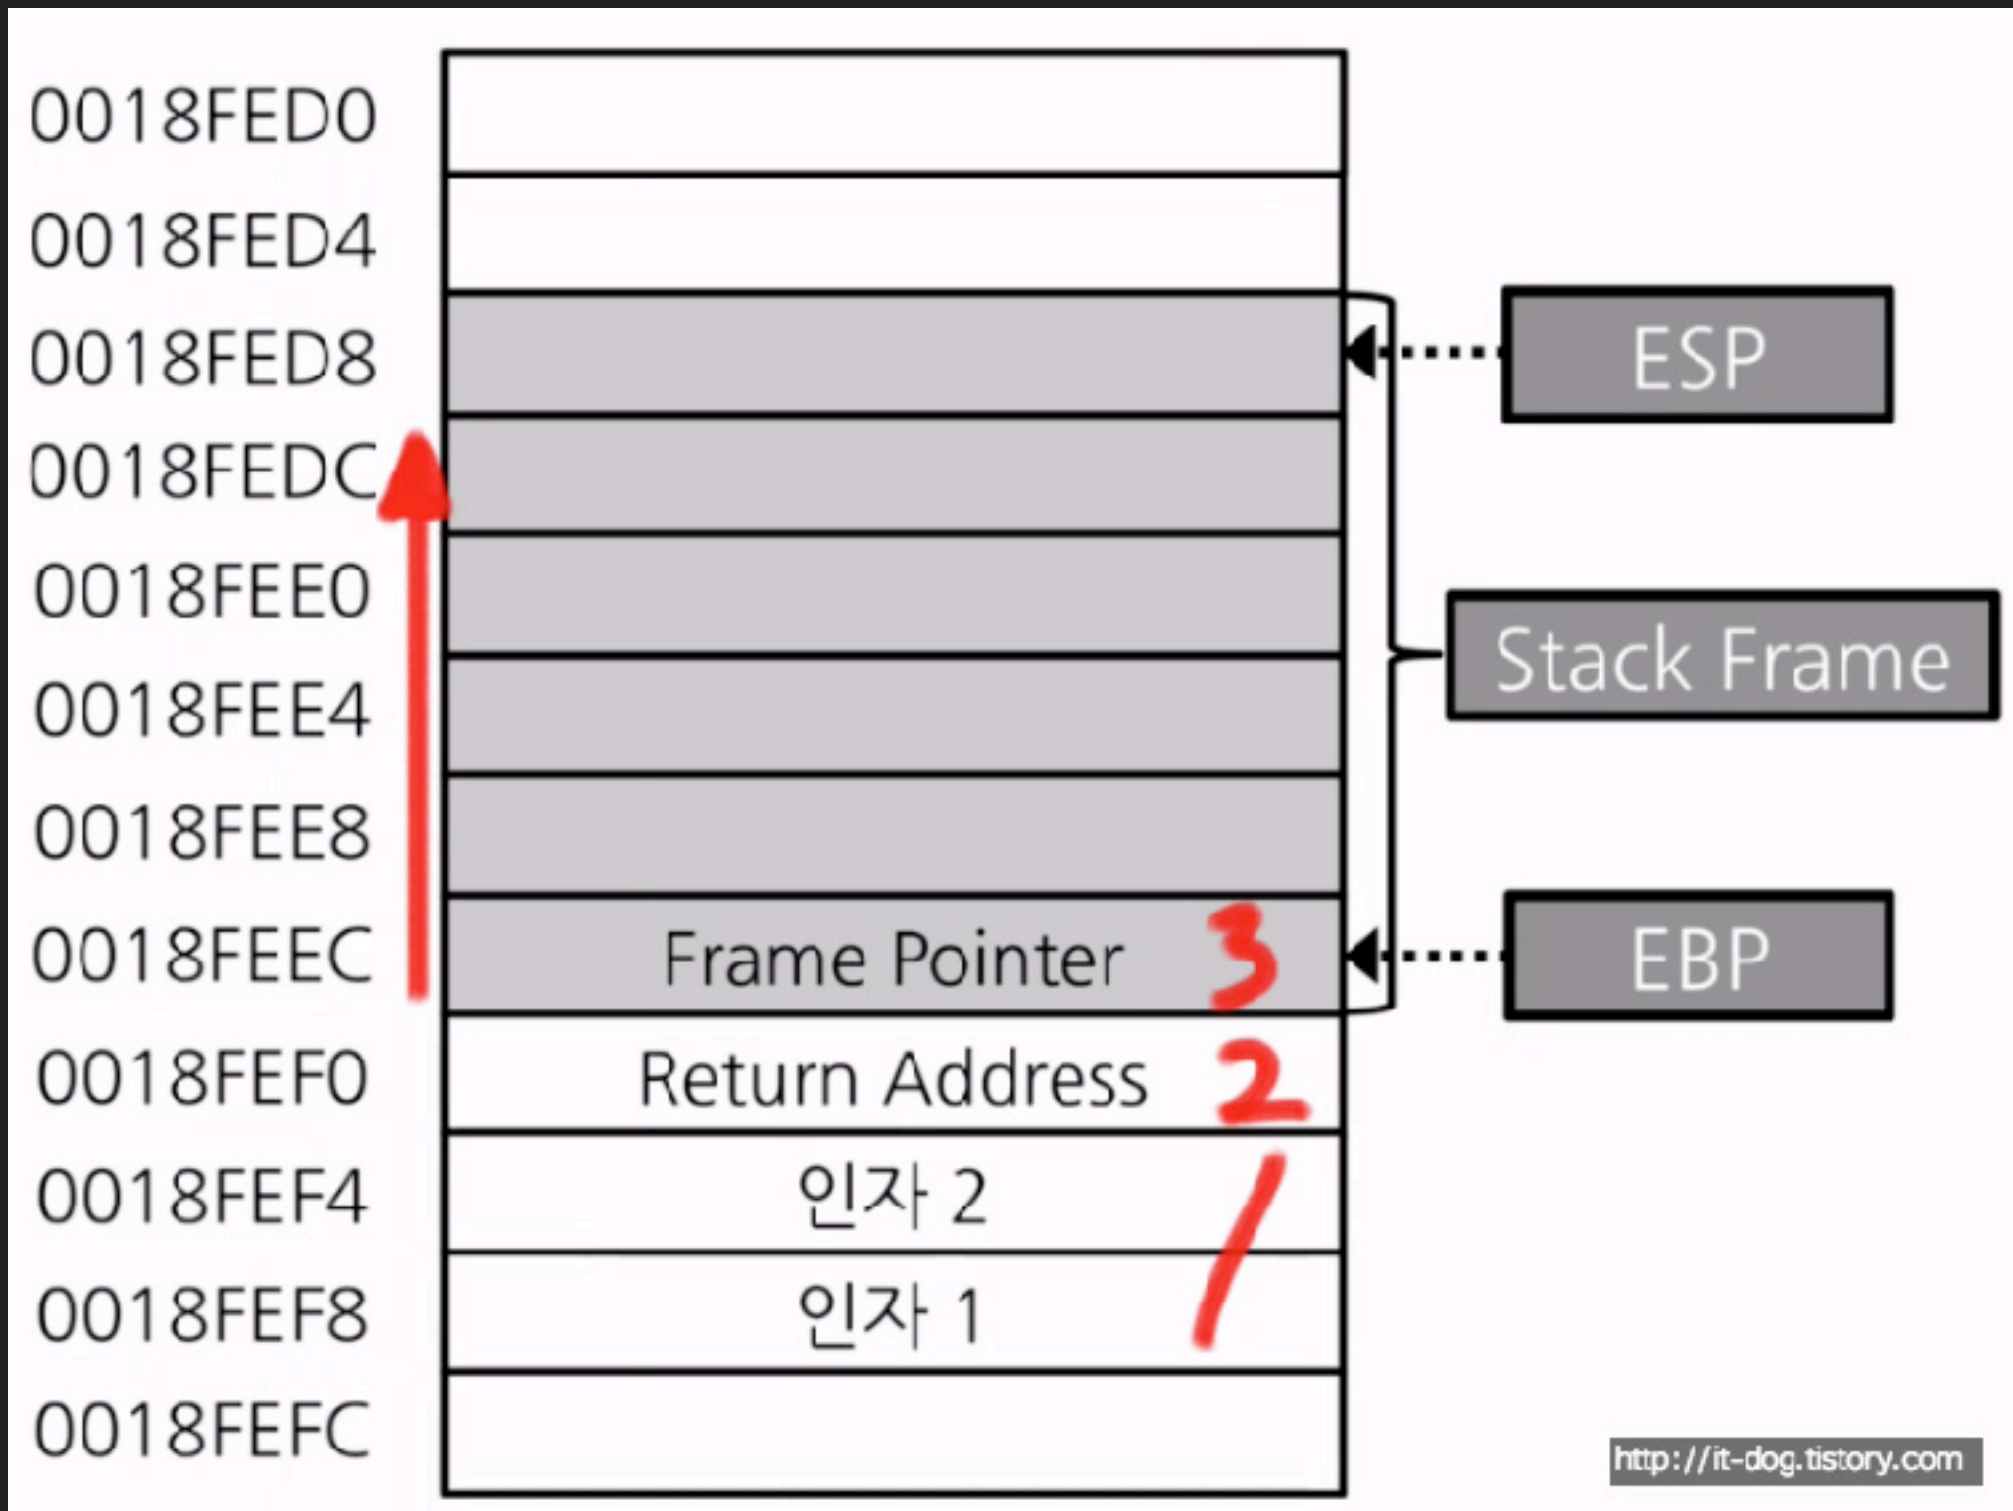 0018FED0
0018FED4
0018FED8
ESP
0018FEDC
0018FEE0
Stack Frame
0018FEE4
0018FEE8
0018FEEC
Frame Pointer 3
EBP
0018FEF0
Return Address 2
0018FEF4
인자 2
1
0018FEF8
인자 1
0018FEFC
http://it-dog.tistory.com